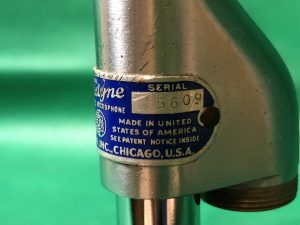 SERIAL
5609
MADE IN UNITED
STATES OF AMERICA
SEE PATENT NOTICE INSIDE
INC., CHICAGO, U.S.A.